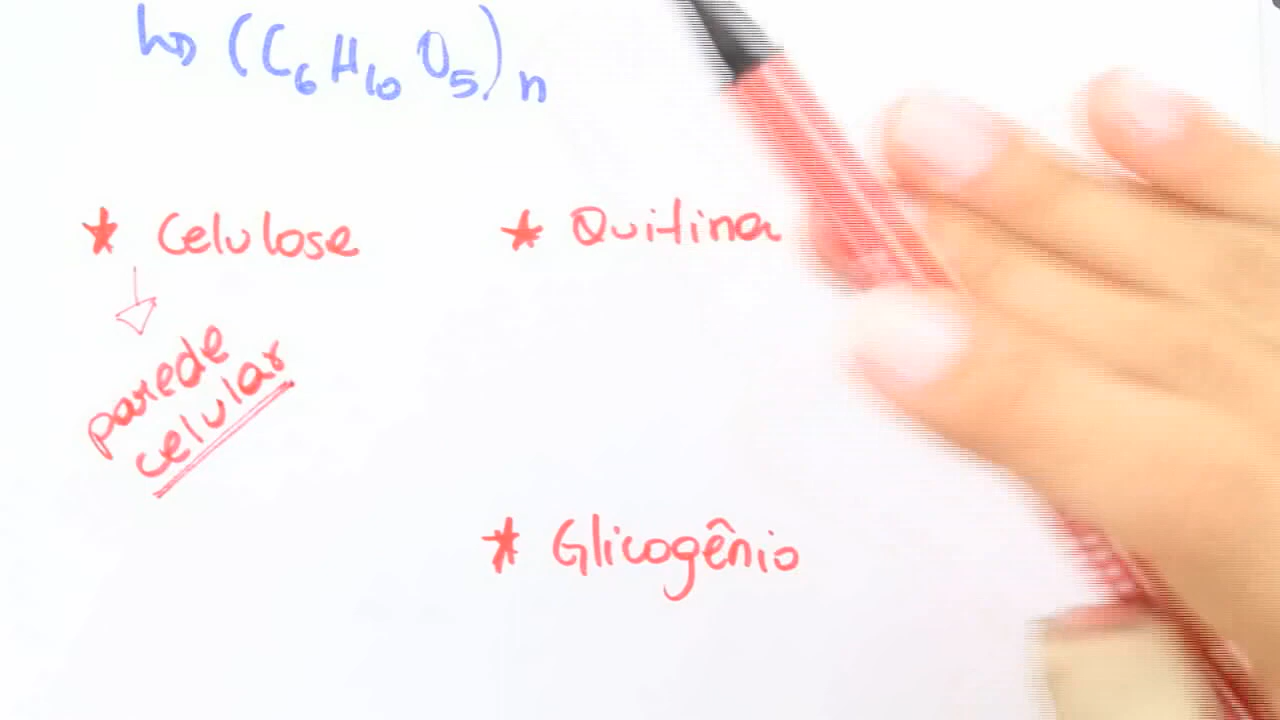 ↳ (C₆H₁₀O₅)n
* Celulose
* Quitina
parede
celular
* Glicogênio